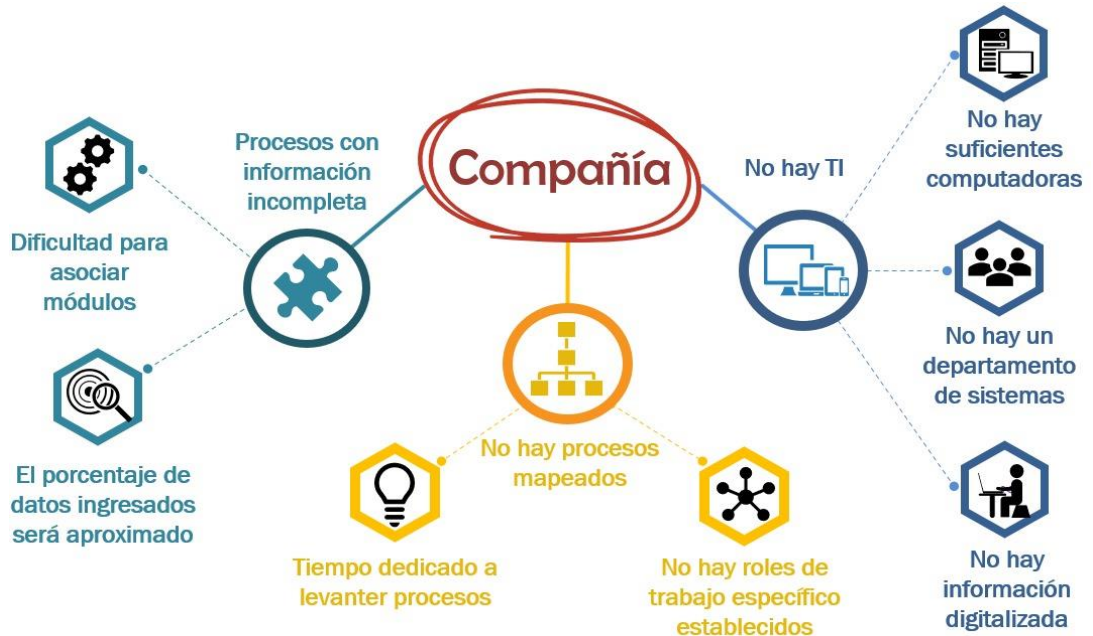 Compañía
Procesos con
información
incompleta
Dificultad para
asociar
módulos
El porcentaje de
datos ingresados
será aproximado
No hay procesos
mapeados
Tiempo dedicado a
levanter procesos
No hay roles de
trabajo específico
establecidos
No hay TI
No hay
suficientes
computadoras
No hay un
departamento
de sistemas
No hay
información
digitalizada